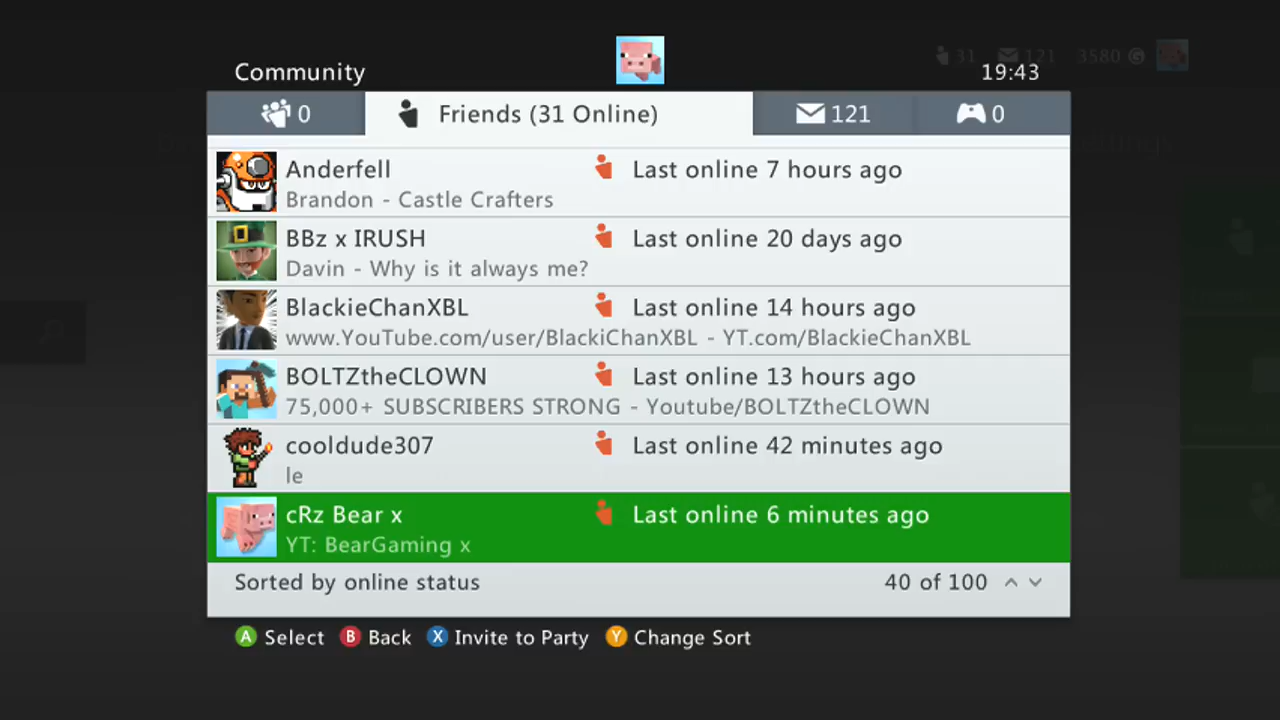 31 121 3580 G
Community 19:43
0 Friends (31 Online) 121 0
Anderfell Last online 7 hours ago
Brandon - Castle Crafters
BBz x IRUSH Last online 20 days ago
Davin - Why is it always me?
BlackieChanXBL Last online 14 hours ago
www.YouTube.com/user/BlackiChanXBL - YT.com/BlackieChanXBL
BOLTZtheCLOWN Last online 13 hours ago
75,000+ SUBSCRIBERS STRONG - Youtube/BOLTZtheCLOWN
cooldude307 Last online 42 minutes ago
le
cRz Bear x Last online 6 minutes ago
YT: BearGaming x
Sorted by online status 40 of 100
A Select B Back X Invite to Party Y Change Sort